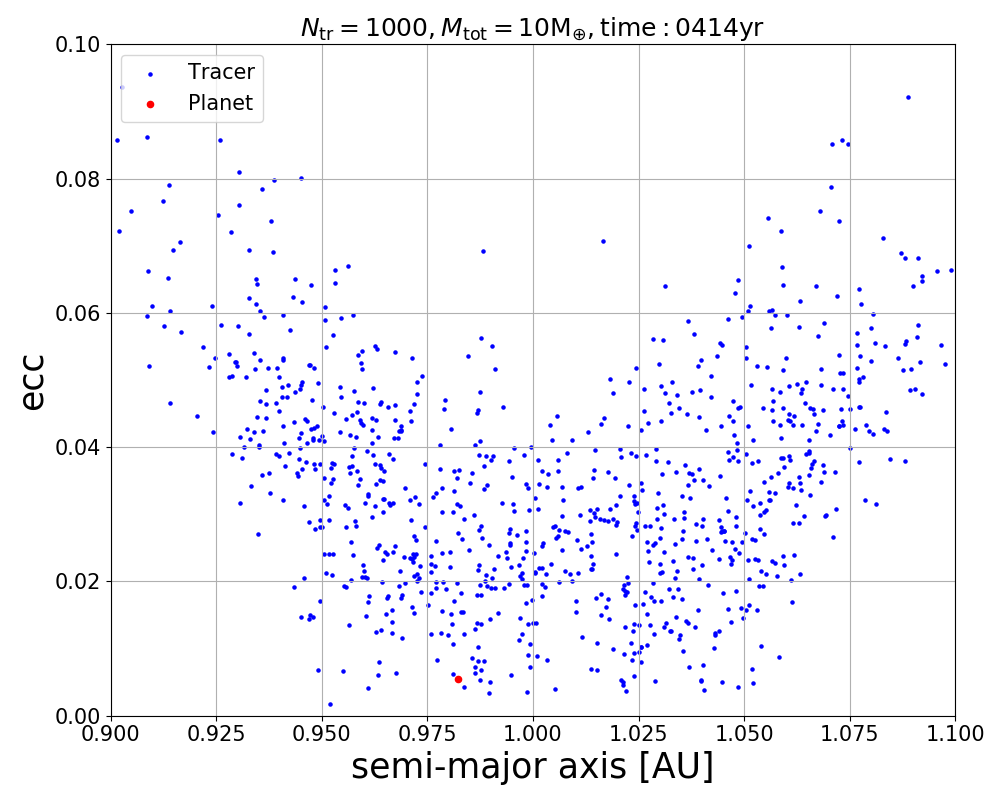 N_tr = 1000, M_tot = 10M_⊕, time : 0414yr
Tracer
Planet
0.10
0.08
0.06
0.04
0.02
0.00
ecc
0.900 0.925 0.950 0.975 1.000 1.025 1.050 1.075 1.100
semi-major axis [AU]